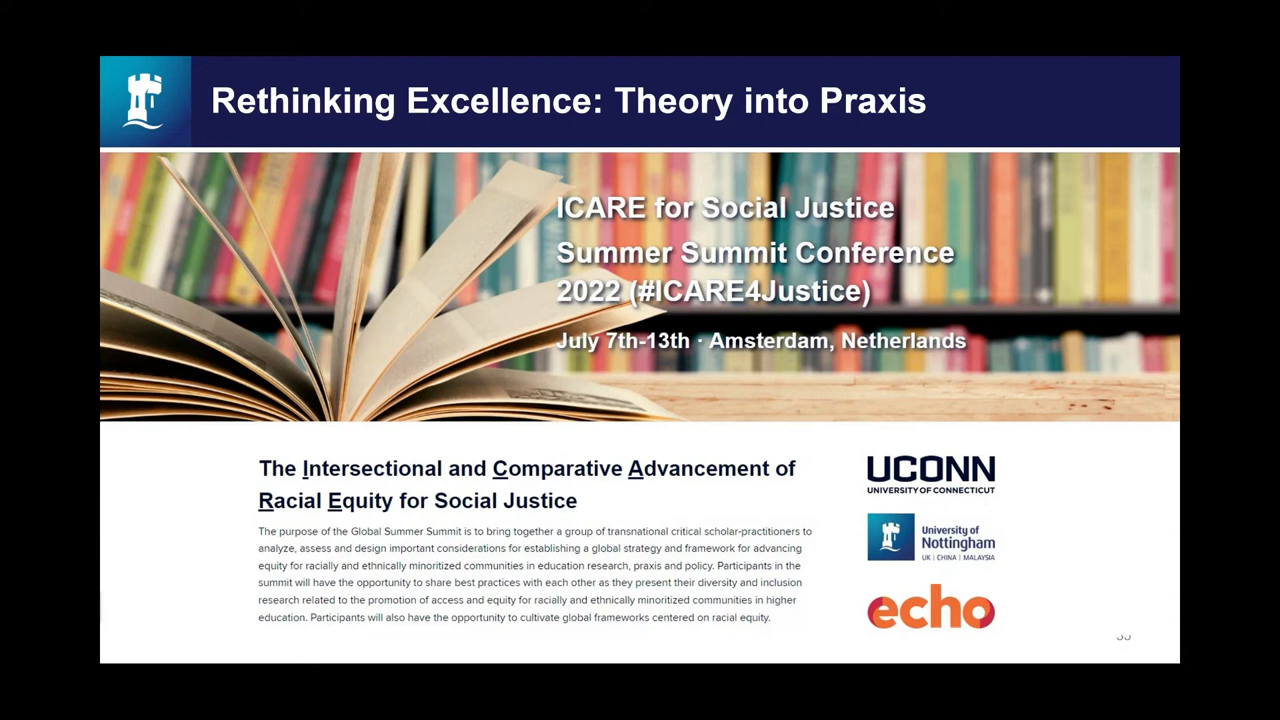 Rethinking Excellence: Theory into Praxis
ICARE for Social Justice
Summer Summit Conference
2022 (#ICARE4Justice)
July 7th-13th · Amsterdam, Netherlands
The Intersectional and Comparative Advancement of
Racial Equity for Social Justice
The purpose of the Global Summer Summit is to bring together a group of transnational critical scholar-practitioners to
analyze, assess and design important considerations for establishing a global strategy and framework for advancing
equity for racially and ethnically minoritized communities in education research, praxis and policy. Participants in the
summit will have the opportunity to share best practices with each other as they present their diversity and inclusion
research related to the promotion of access and equity for racially and ethnically minoritized communities in higher
education. Participants will also have the opportunity to cultivate global frameworks centered on racial equity.
UCONN
UNIVERSITY OF CONNECTICUT
University of
Nottingham
UK | CHINA | MALAYSIA
echo